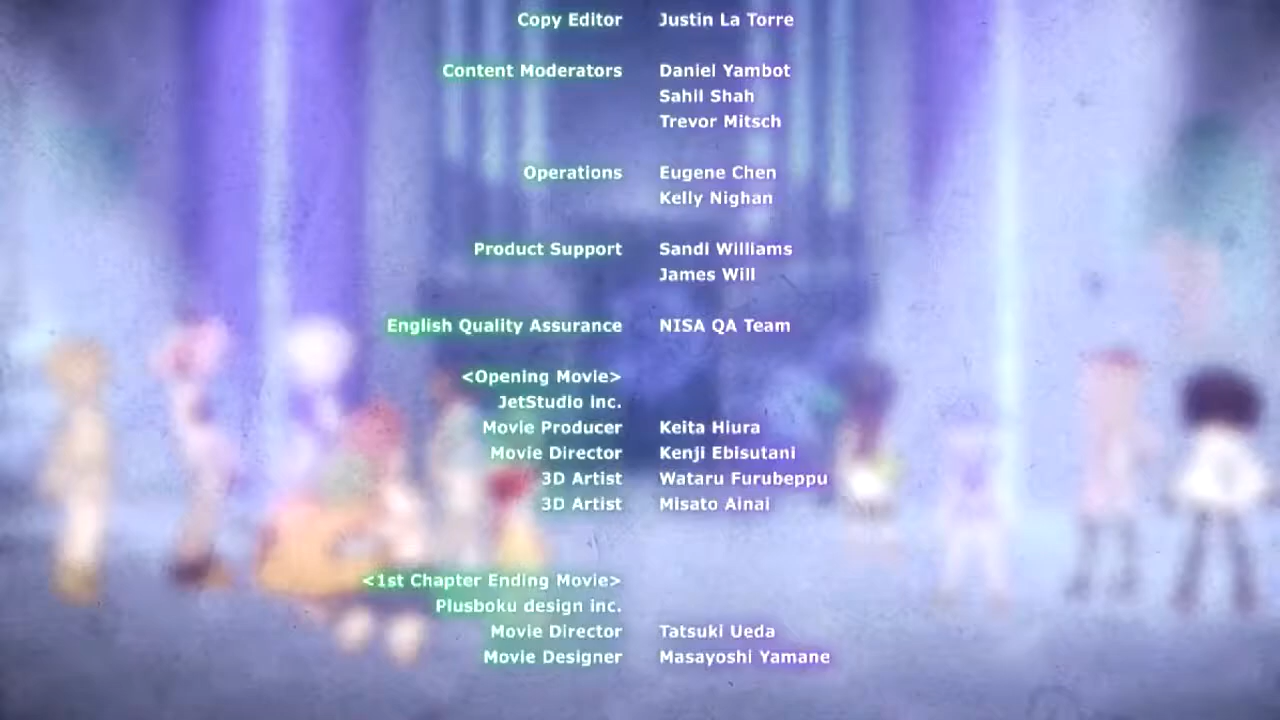 Copy Editor Justin La Torre
Content Moderators Daniel Yambot
Sahil Shah
Trevor Mitsch
Operations Eugene Chen
Kelly Nighan
Product Support Sandi Williams
James Will
English Quality Assurance NISA QA Team
<Opening Movie>
JetStudio Inc.
Movie Producer Keita Hiura
Movie Director Kenji Ebisutani
3D Artist Wataru Furubeppu
3D Artist Misato Ainai
<1st Chapter Ending Movie>
Plusboku design inc.
Movie Director Tatsuki Ueda
Movie Designer Masayoshi Yamane